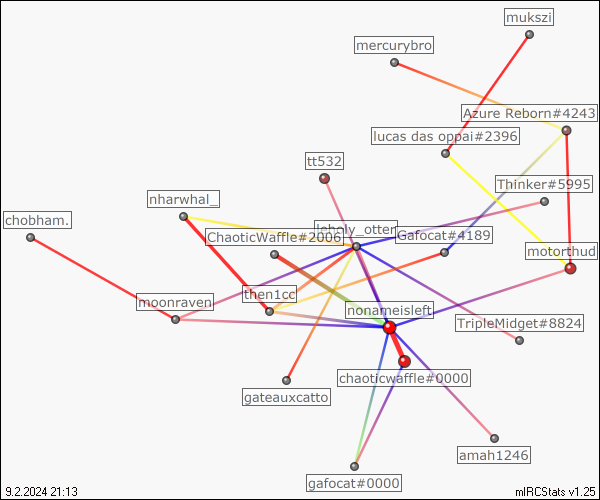 mukszi
mercurybro
Azure Reborn#4243
lucas das oppai#2396
tt532
Thinker#5995
nharwhal_
chobham.
leholy_otter
ChaoticWaffle#2006
Gafocat#4189
motorthud
then1cc
moonraven
nonameisleft
TripleMidget#8824
chaoticwaffle#0000
gateauxcatto
amah1246
gafocat#0000
9.2.2024 21:13
mIRCStats v1.25